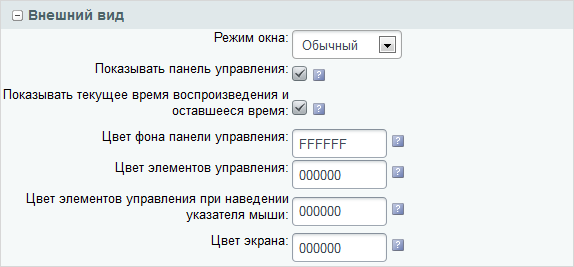 Внешний вид
Режим окна: Обычный
Показывать панель управления: ?
Показывать текущее время воспроизведения и
оставшееся время: ?
Цвет фона панели управления: FFFFFF ?
Цвет элементов управления: 000000 ?
Цвет элементов управления при наведении
указателя мыши: 000000 ?
Цвет экрана: 000000 ?